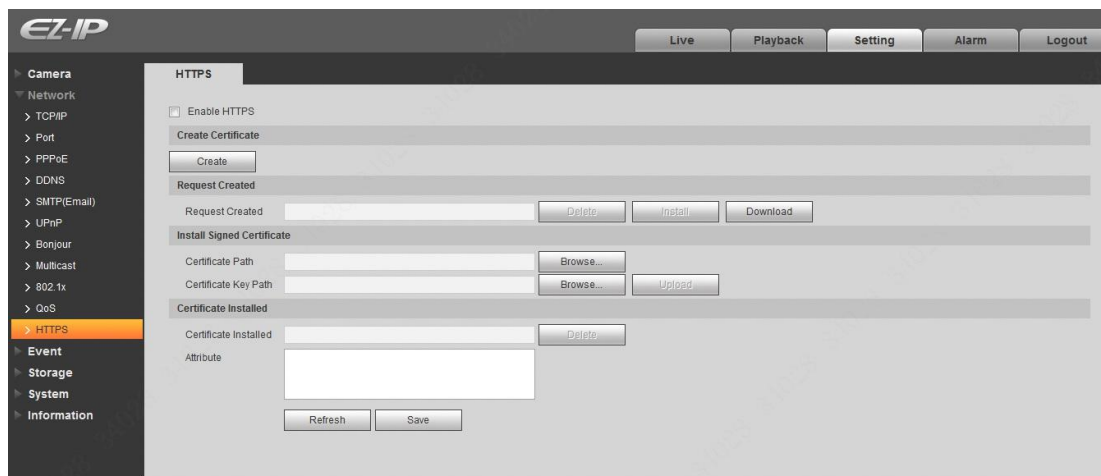 EZ-IP
Live Playback Setting Alarm Logout
Camera
Network
TCP/IP
Port
PPPoE
DDNS
SMTP(Email)
UPnP
Bonjour
Multicast
802.1x
QoS
HTTPS
Event
Storage
System
Information
HTTPS
Enable HTTPS
Create Certificate
Create
Request Created
Request Created Delete Install Download
Install Signed Certificate
Certificate Path Browse...
Certificate Key Path Browse... Upload
Certificate Installed
Certificate Installed Delete
Attribute
Refresh Save